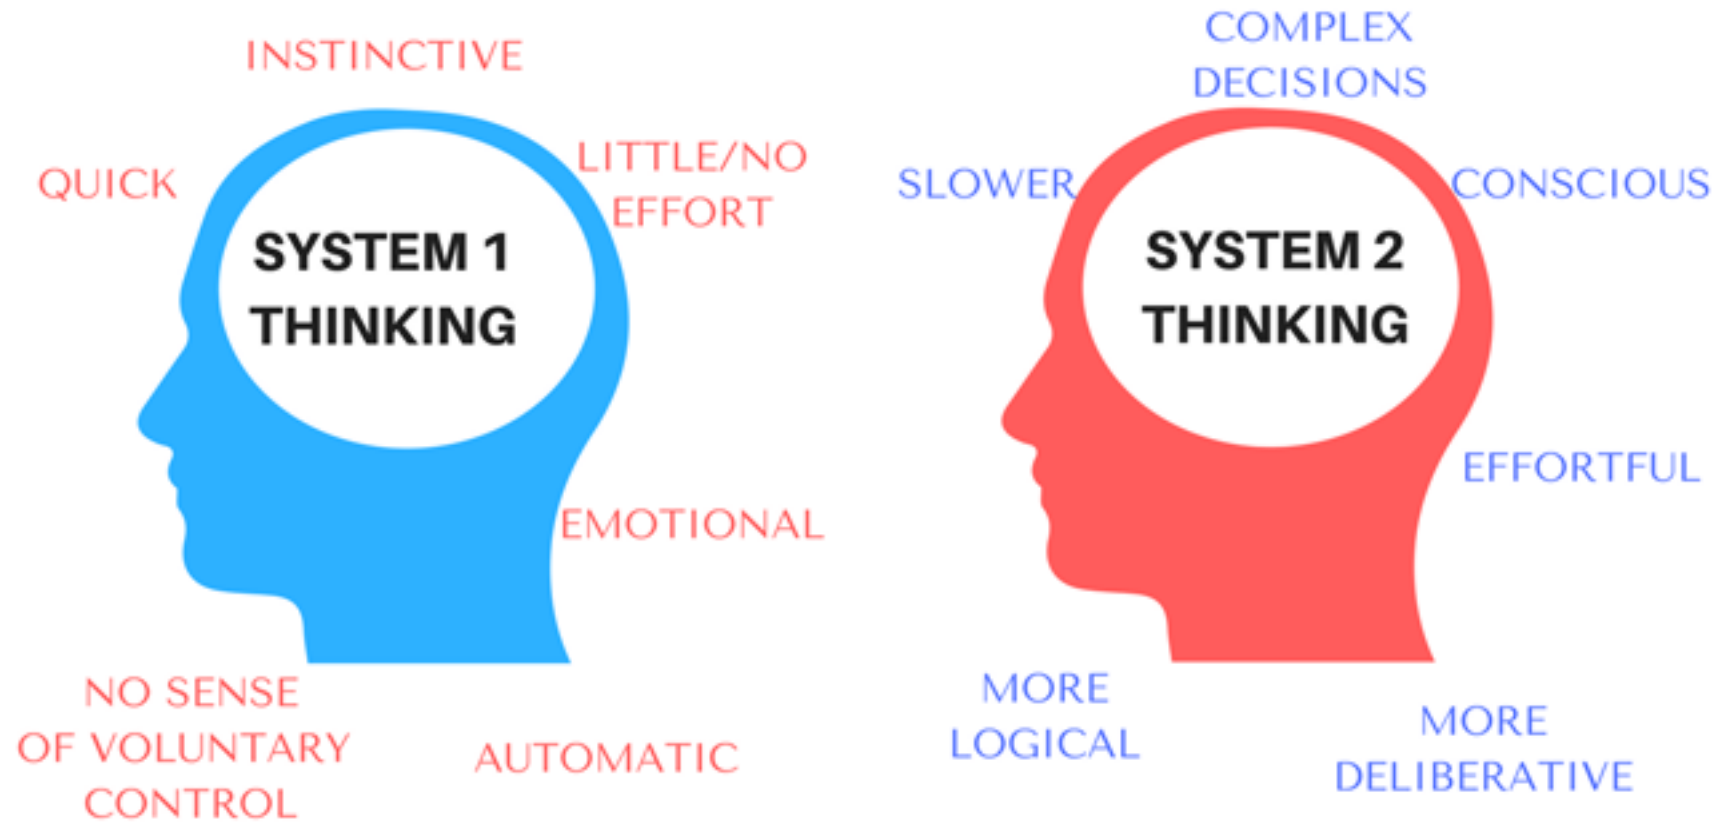 INSTINCTIVE
QUICK
LITTLE/NO
EFFORT
SYSTEM 1
THINKING
EMOTIONAL
NO SENSE
OF VOLUNTARY
CONTROL
AUTOMATIC
COMPLEX
DECISIONS
SLOWER
CONSCIOUS
SYSTEM 2
THINKING
EFFORTFUL
MORE
LOGICAL
MORE
DELIBERATIVE